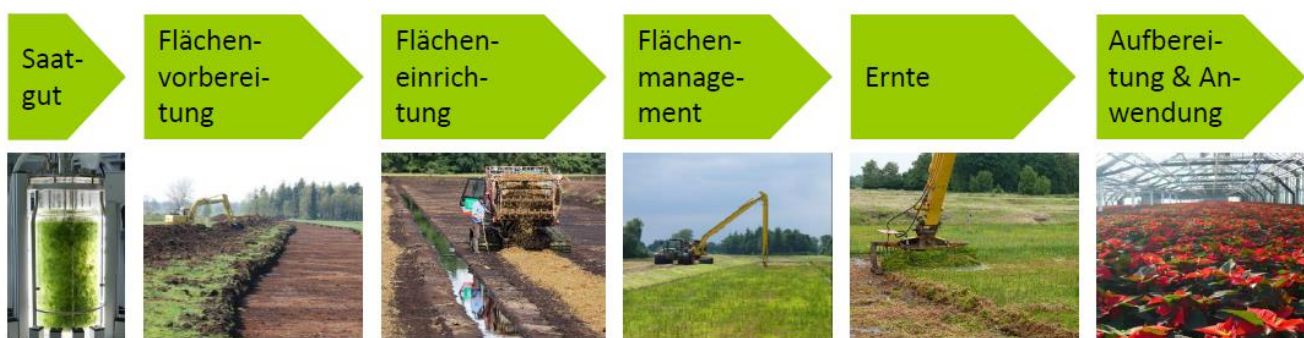 Saat-
gut
Flächen-
vorberei-
tung
Flächen-
einrich-
tung
Flächen-
manage-
ment
Ernte
Aufberei-
tung & An-
wendung